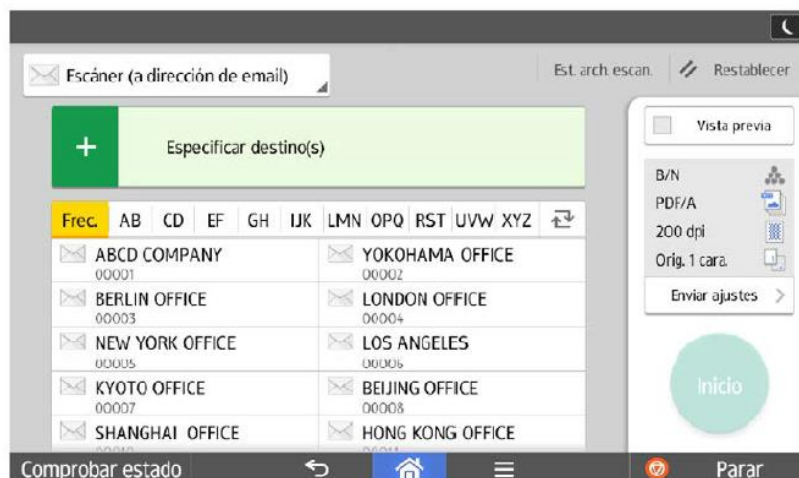 Escáner (a dirección de email)
Est. arch. escan.
Restablecer
+ Especificar destino(s)
Vista previa
B/N
PDF/A
200 dpi
Orig. 1 cara.
Enviar ajustes >
Inicio
Frec. AB CD EF GH IJK LMN OPQ RST UVW XYZ
ABCD COMPANY
00001
YOKOHAMA OFFICE
00002
BERLIN OFFICE
00003
LONDON OFFICE
00004
NEW YORK OFFICE
00005
LOS ANGELES
00006
KYOTO OFFICE
00007
BEIJING OFFICE
00008
SHANGHAI OFFICE
HONG KONG OFFICE
Comprobar estado
Parar